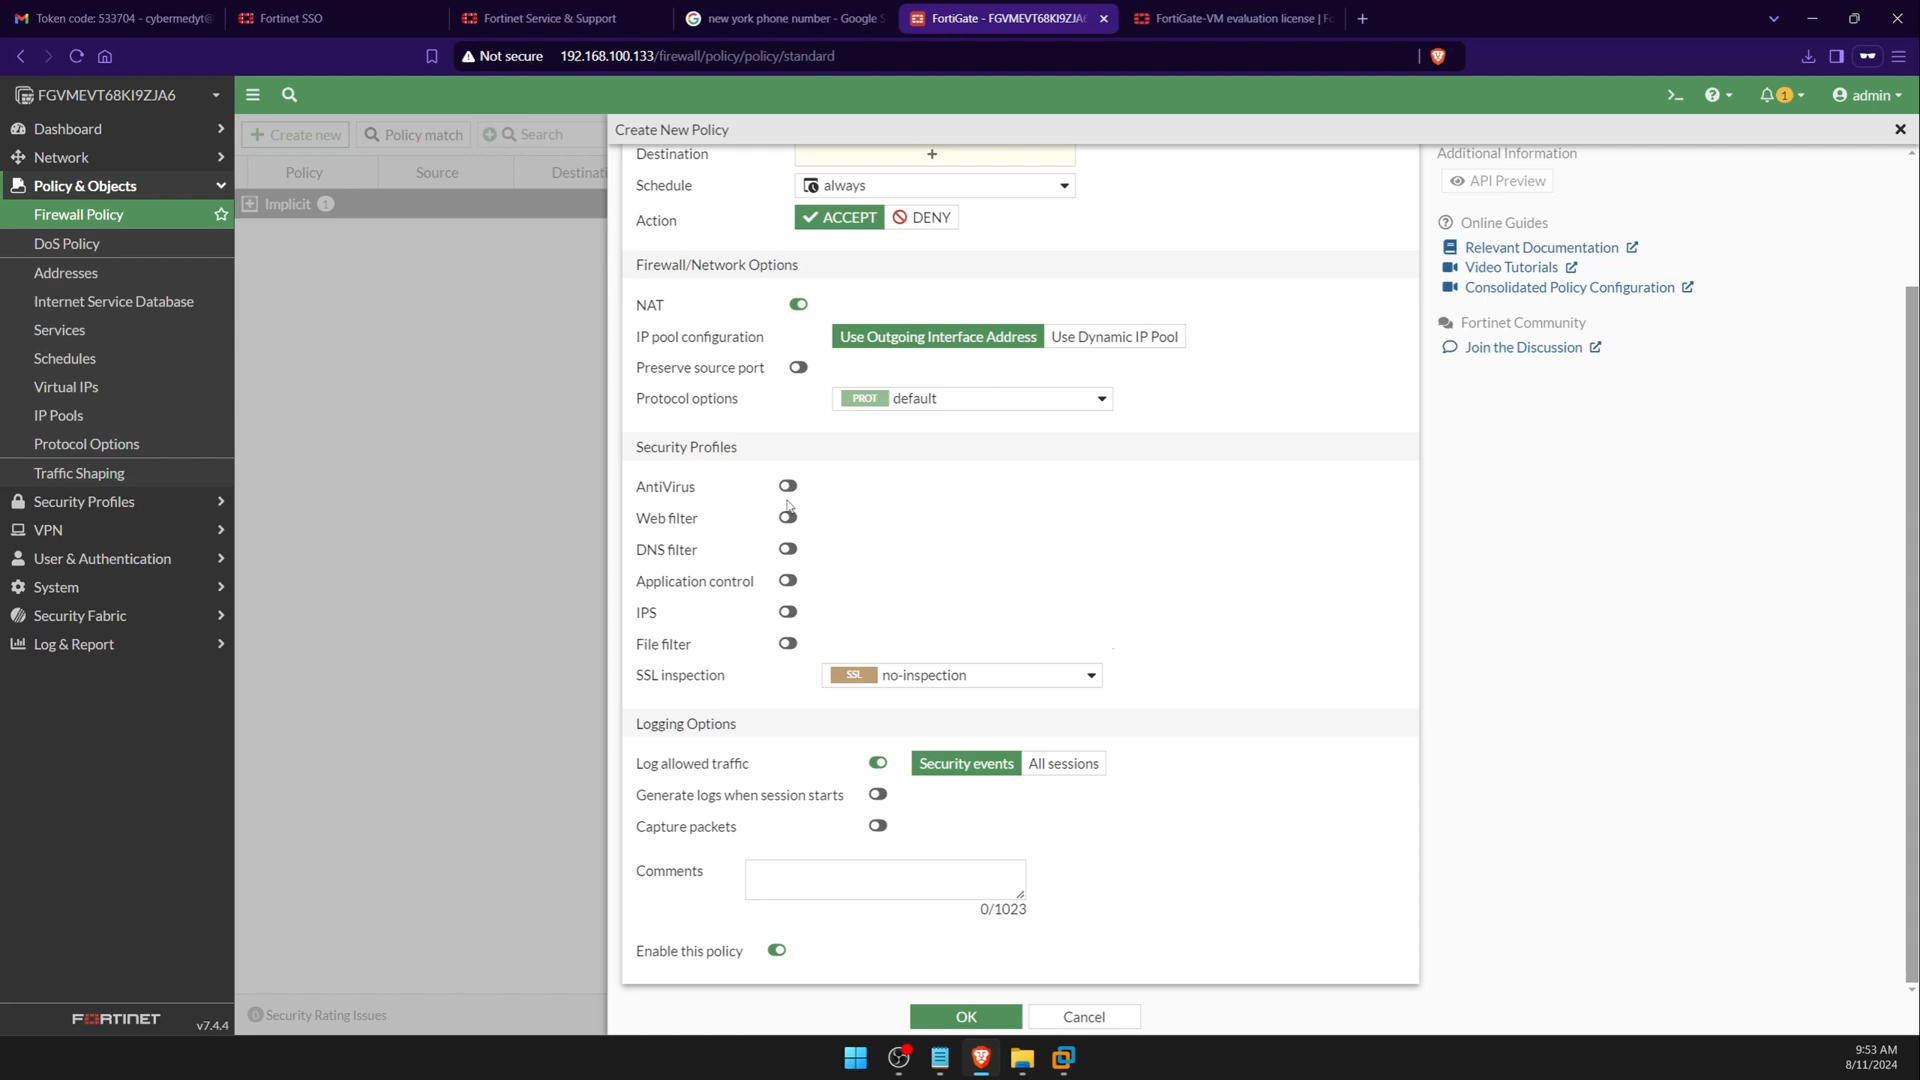 Token code: 533704 - cybermedyt@
Fortinet SSO
Fortinet Service & Support
new york phone number - Google S
FortiGate - FGVMEVT68KI9ZJA6
FortiGate-VM evaluation license | Fo
Not secure 192.168.100.133/firewall/policy/policy/standard
FGVMEVT68KI9ZJA6
admin
Dashboard
Network
Policy & Objects
Firewall Policy
DoS Policy
Addresses
Internet Service Database
Services
Schedules
Virtual IPs
IP Pools
Protocol Options
Traffic Shaping
Security Profiles
VPN
User & Authentication
System
Security Fabric
Log & Report
FORTINET
v7.4.4
Create new
Policy match
Search
Policy Source Destinati
Implicit 1
0 Security Rating Issues
Create New Policy
Destination
Schedule always
Action ACCEPT DENY
Firewall/Network Options
NAT
IP pool configuration Use Outgoing Interface Address Use Dynamic IP Pool
Preserve source port
Protocol options PROT default
Security Profiles
AntiVirus
Web filter
DNS filter
Application control
IPS
File filter
SSL inspection SSL no-inspection
Logging Options
Log allowed traffic Security events All sessions
Generate logs when session starts
Capture packets
Comments
0/1023
Enable this policy
OK Cancel
Additional Information
API Preview
Online Guides
Relevant Documentation
Video Tutorials
Consolidated Policy Configuration
Fortinet Community
Join the Discussion
1
9:53 AM
8/11/2024